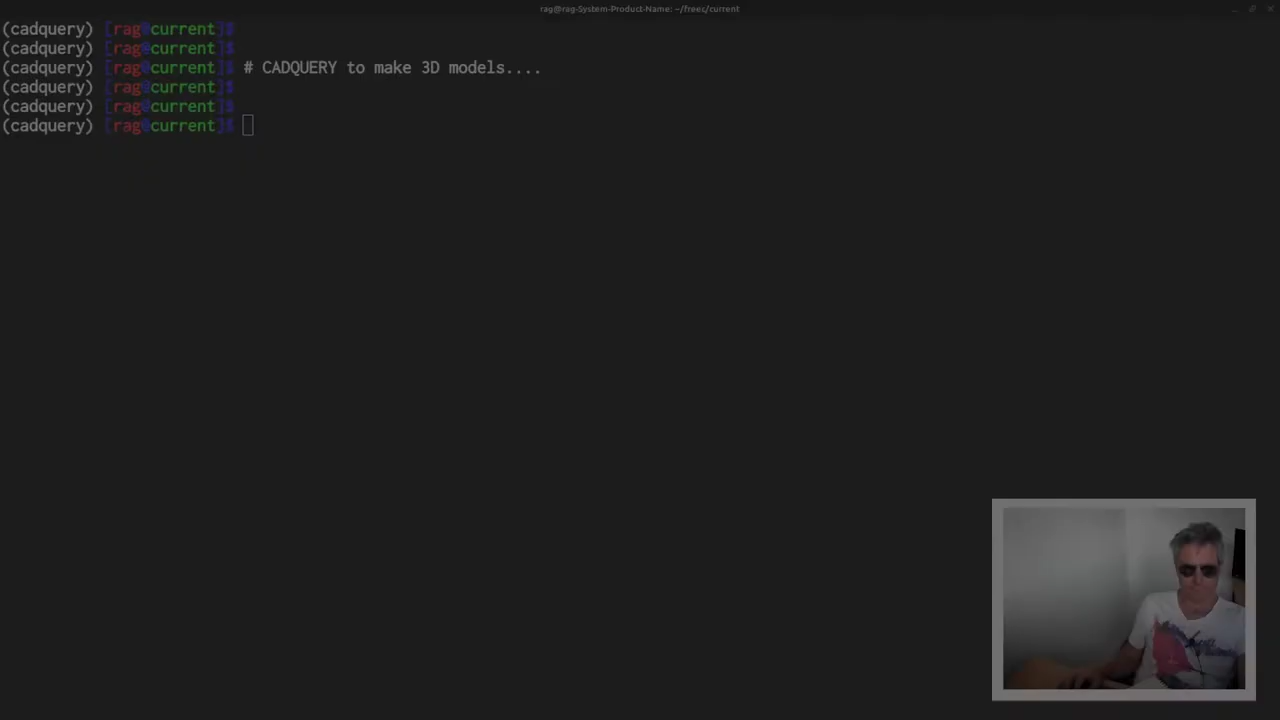 rag@rag-System-Product-Name: ~/freec/current
(cadquery) [rag@current]$
(cadquery) [rag@current]$
(cadquery) [rag@current]$ # CADQUERY to make 3D models....
(cadquery) [rag@current]$
(cadquery) [rag@current]$
(cadquery) [rag@current]$